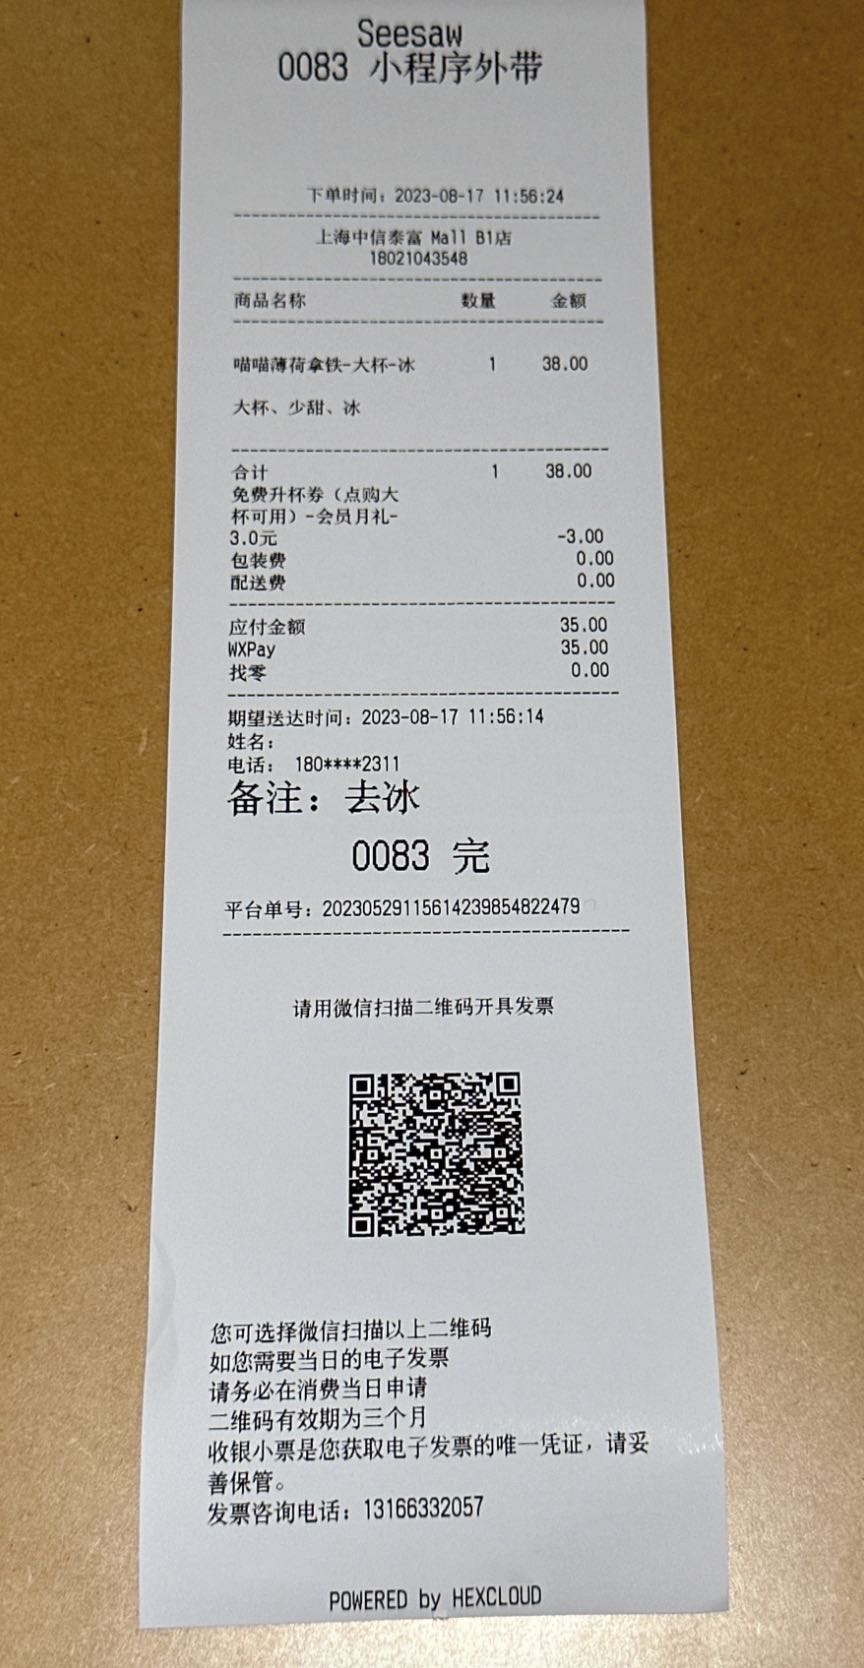 Seesaw
0083 小程序外带
下单时间：2023-08-17 11:56:24
上海中信泰富 Mall B1店
18021043548
商品名称 数量 金额
喵喵薄荷拿铁-大杯-冰 1 38.00
大杯、少甜、冰
合计 1 38.00
免费升杯券（点购大
杯可用）-会员月礼-
3.0元 -3.00
包装费 0.00
配送费 0.00
应付金额 35.00
WXPay 35.00
找零 0.00
期望送达时间：2023-08-17 11:56:14
姓名：
电话： 180****2311
备注：去冰
0083 完
平台单号：20230529115614239854822479
请用微信扫描二维码开具发票
您可选择微信扫描以上二维码
如您需要当日的电子发票
请务必在消费当日申请
二维码有效期为三个月
收银小票是您获取电子发票的唯一凭证，请妥
善保管。
发票咨询电话：13166332057
POWERED by HEXCLOUD